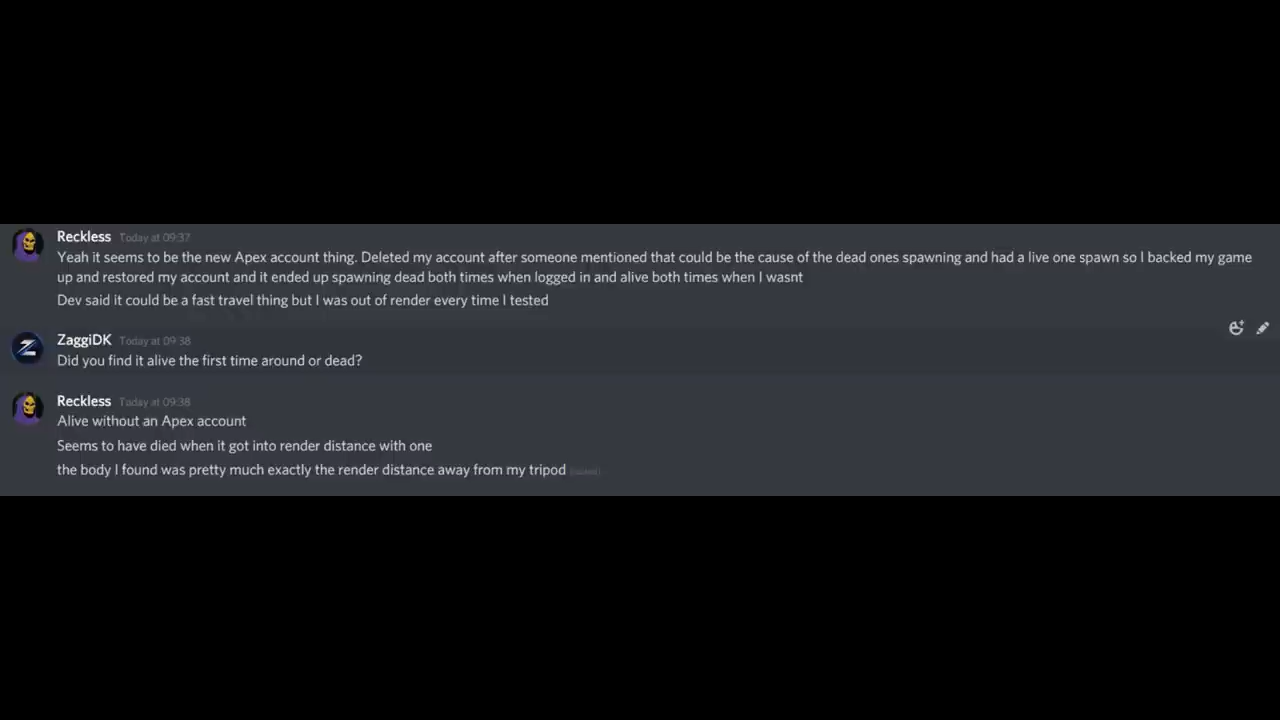 Reckless Today at 09:37
Yeah it seems to be the new Apex account thing. Deleted my account after someone mentioned that could be the cause of the dead ones spawning and had a live one spawn so I backed my game
up and restored my account and it ended up spawning dead both times when logged in and alive both times when I wasnt
Dev said it could be a fast travel thing but I was out of render every time I tested
ZaggiDK Today at 09:38
Did you find it alive the first time around or dead?
Reckless Today at 09:38
Alive without an Apex account
Seems to have died when it got into render distance with one
the body I found was pretty much exactly the render distance away from my tripod (edited)